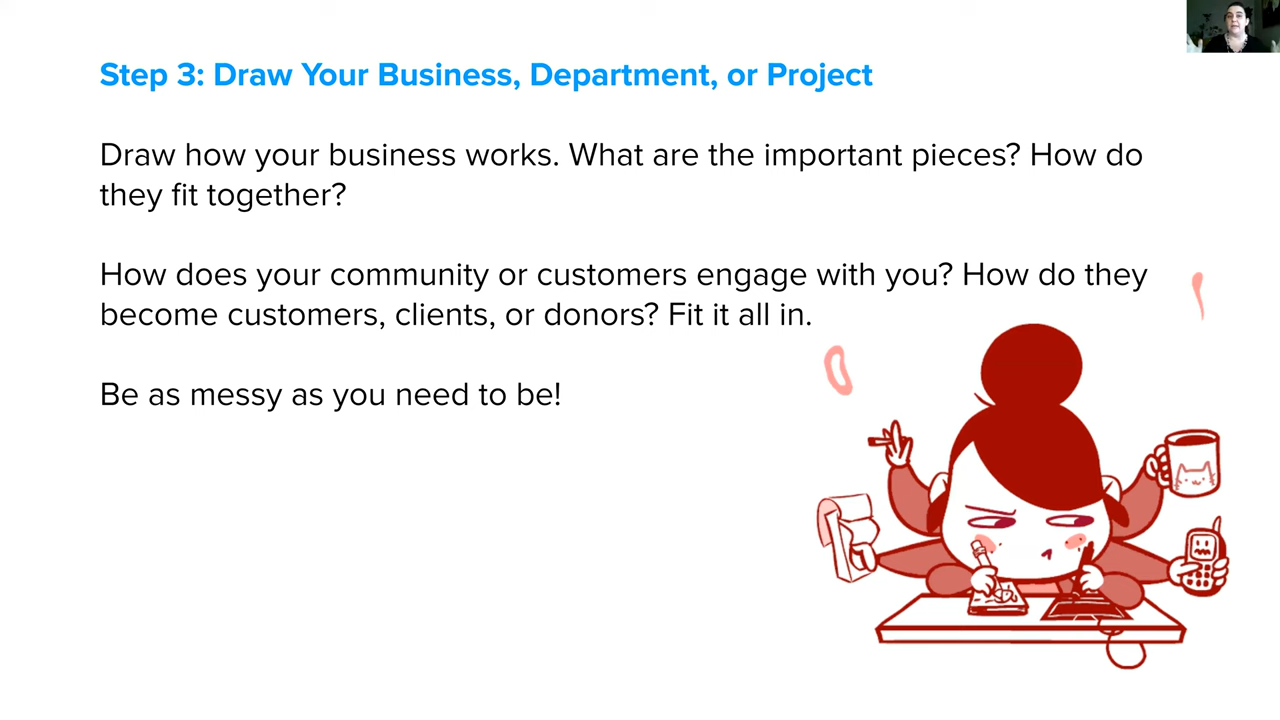 Step 3: Draw Your Business, Department, or Project
Draw how your business works. What are the important pieces? How do
they fit together?
How does your community or customers engage with you? How do they
become customers, clients, or donors? Fit it all in.
Be as messy as you need to be!